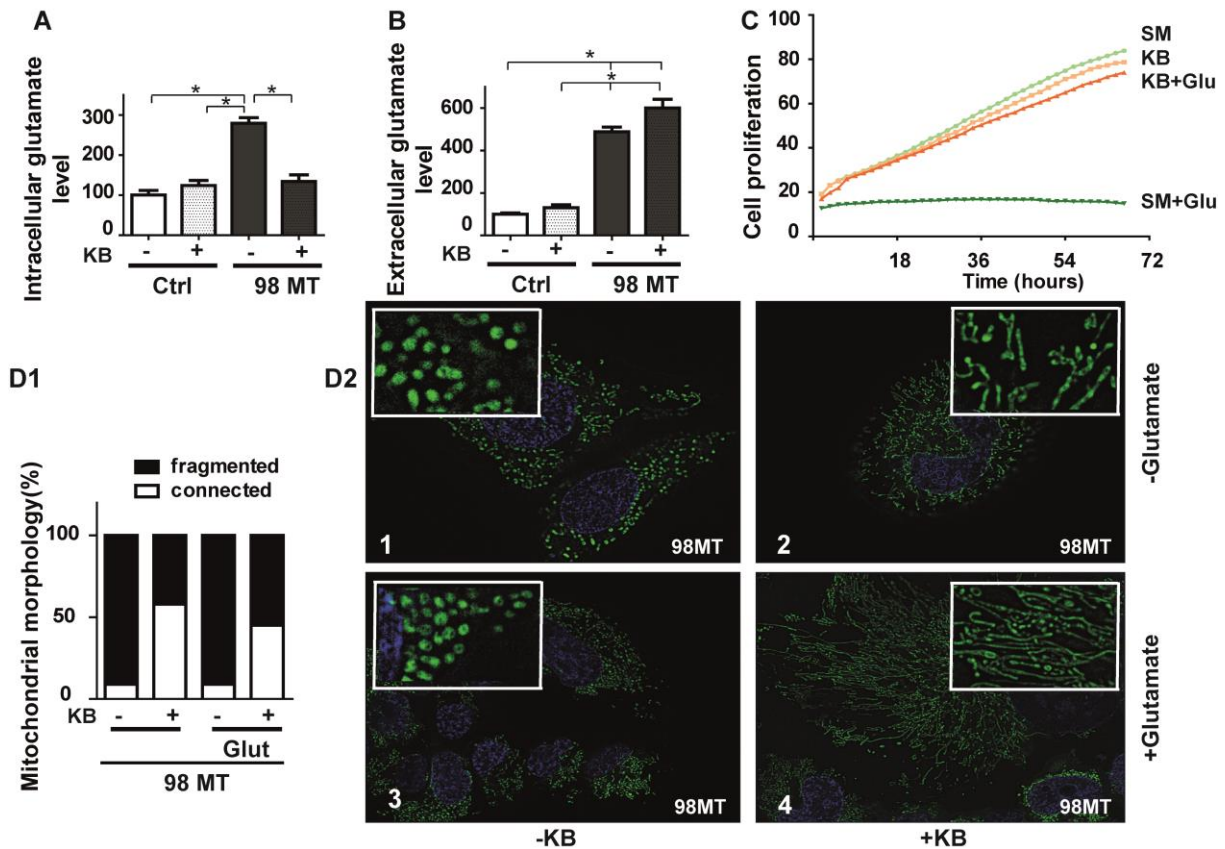 A
Intracellular glutamate
level
300
200
100
0
*
*
*
KB
-
+
-
+
Ctrl
98 MT
B
Extracellular glutamate
level
600
400
200
0
*
*
KB
-
+
-
+
Ctrl
98 MT
C
Cell proliferation
100
80
60
40
20
0
18
36
54
72
Time (hours)
SM
KB
KB+Glu
SM+Glu
D1
fragmented
connected
Mitochondrial morphology(%)
100
50
0
KB
-
+
-
+
Glut
98 MT
D2
1
98MT
2
98MT
-Glutamate
3
98MT
4
98MT
+Glutamate
-KB
+KB